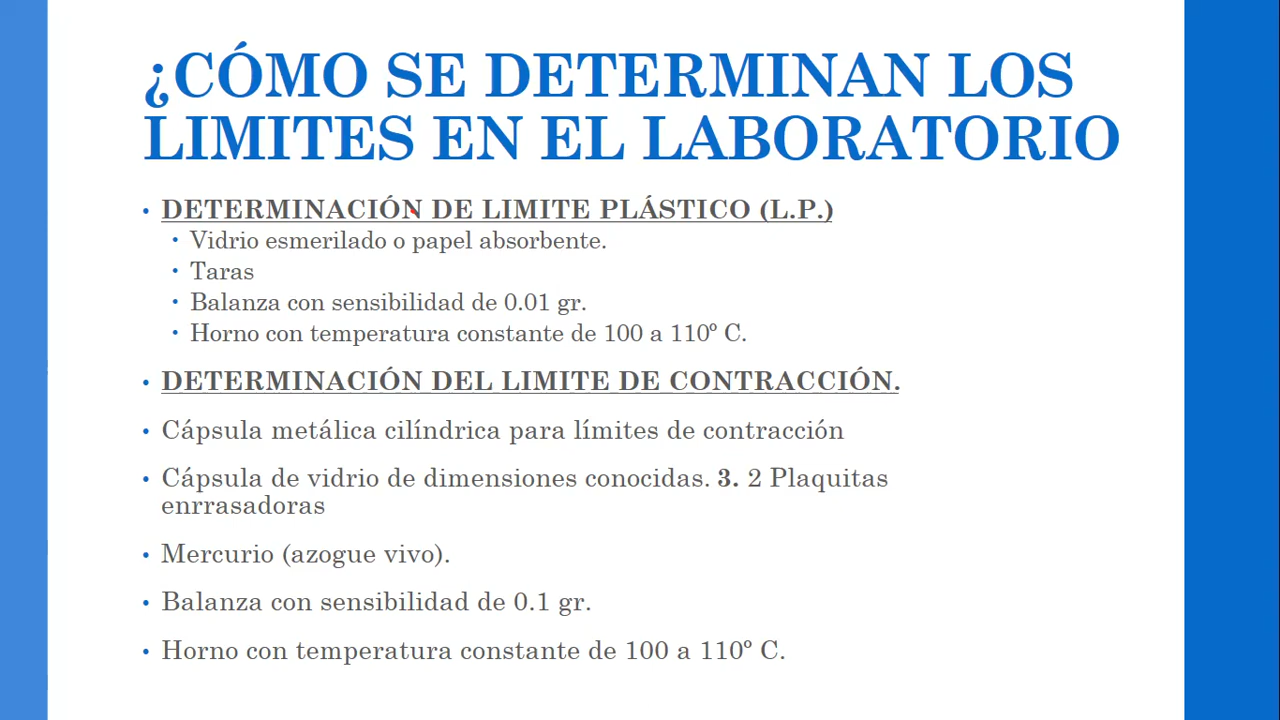 ¿CÓMO SE DETERMINAN LOS
LIMITES EN EL LABORATORIO
• DETERMINACIÓN DE LIMITE PLÁSTICO (L.P.)
• Vidrio esmerilado o papel absorbente.
• Taras
• Balanza con sensibilidad de 0.01 gr.
• Horno con temperatura constante de 100 a 110º C.
• DETERMINACIÓN DEL LIMITE DE CONTRACCIÓN.
• Cápsula metálica cilíndrica para límites de contracción
• Cápsula de vidrio de dimensiones conocidas. 3. 2 Plaquitas
enrrasadoras
• Mercurio (azogue vivo).
• Balanza con sensibilidad de 0.1 gr.
• Horno con temperatura constante de 100 a 110º C.